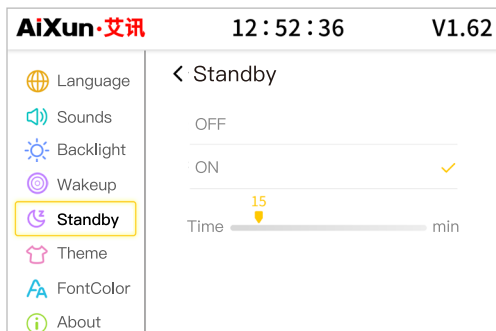 AiXun·艾讯 12:52:36 V1.62
Language
Sounds
Backlight
Wakeup
Standby
Theme
FontColor
About
Standby
OFF
ON
15
Time min